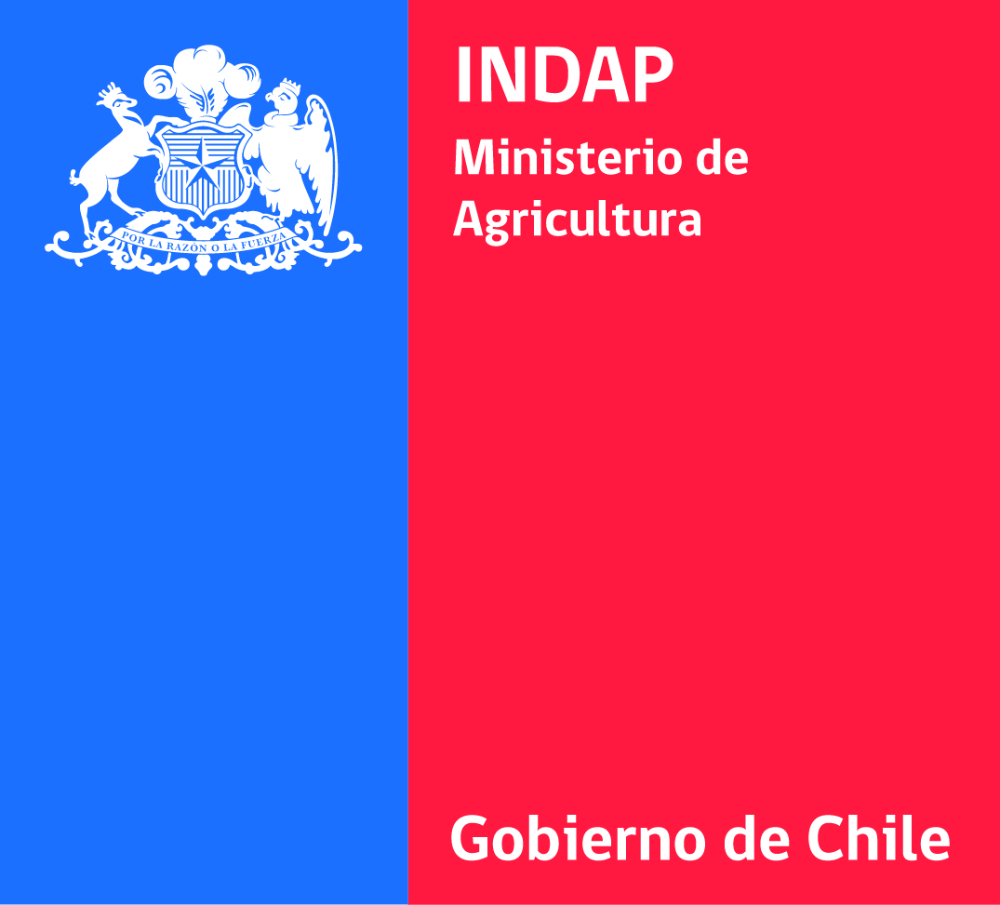 POR LA RAZÓN O LA FUERZA
INDAP
Ministerio de
Agricultura
Gobierno de Chile